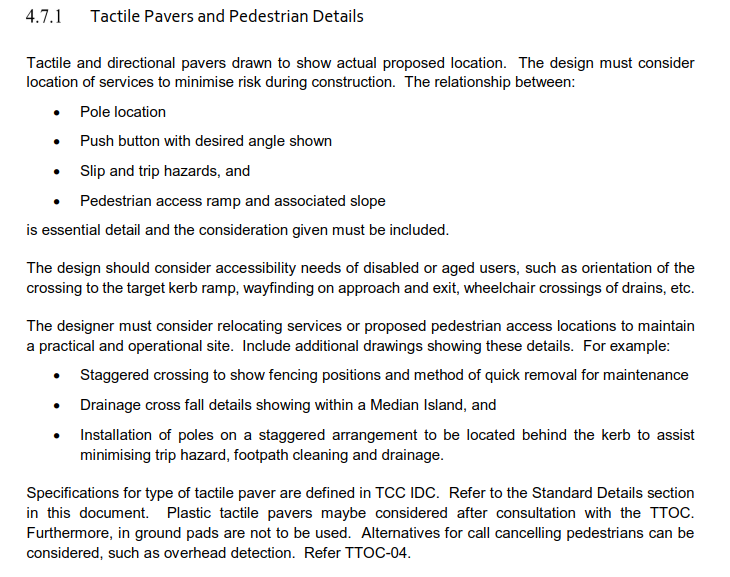 4.7.1 Tactile Pavers and Pedestrian Details
Tactile and directional pavers drawn to show actual proposed location. The design must consider
location of services to minimise risk during construction. The relationship between:
• Pole location
• Push button with desired angle shown
• Slip and trip hazards, and
• Pedestrian access ramp and associated slope
is essential detail and the consideration given must be included.
The design should consider accessibility needs of disabled or aged users, such as orientation of the
crossing to the target kerb ramp, wayfinding on approach and exit, wheelchair crossings of drains, etc.
The designer must consider relocating services or proposed pedestrian access locations to maintain
a practical and operational site. Include additional drawings showing these details. For example:
• Staggered crossing to show fencing positions and method of quick removal for maintenance
• Drainage cross fall details showing within a Median Island, and
• Installation of poles on a staggered arrangement to be located behind the kerb to assist
minimising trip hazard, footpath cleaning and drainage.
Specifications for type of tactile paver are defined in TCC IDC. Refer to the Standard Details section
in this document. Plastic tactile pavers maybe considered after consultation with the TTOC.
Furthermore, in ground pads are not to be used. Alternatives for call cancelling pedestrians can be
considered, such as overhead detection. Refer TTOC-04.